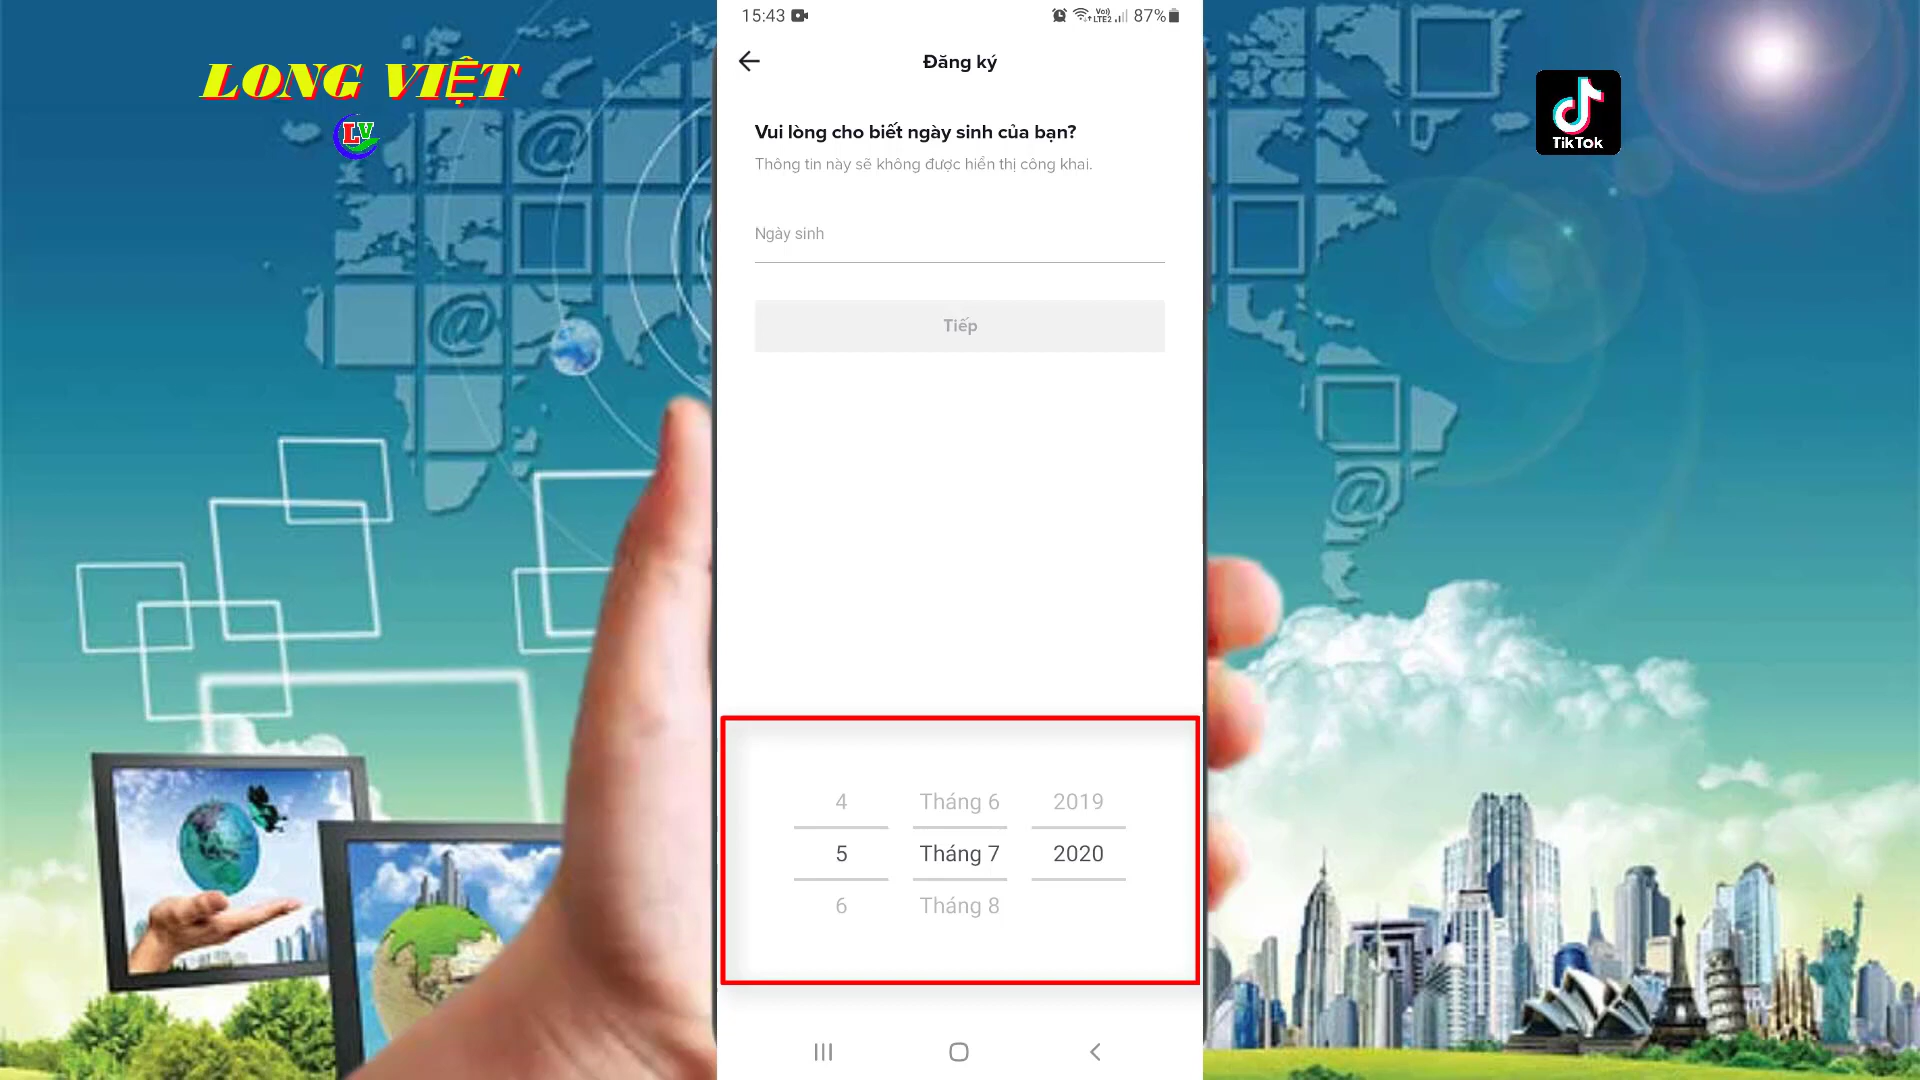 LONG VIỆT
LV
TikTok
15:43
Vo) LTE2 87%
Đăng ký
Vui lòng cho biết ngày sinh của bạn?
Thông tin này sẽ không được hiển thị công khai.
Ngày sinh
Tiếp
4 Tháng 6 2019
5 Tháng 7 2020
6 Tháng 8